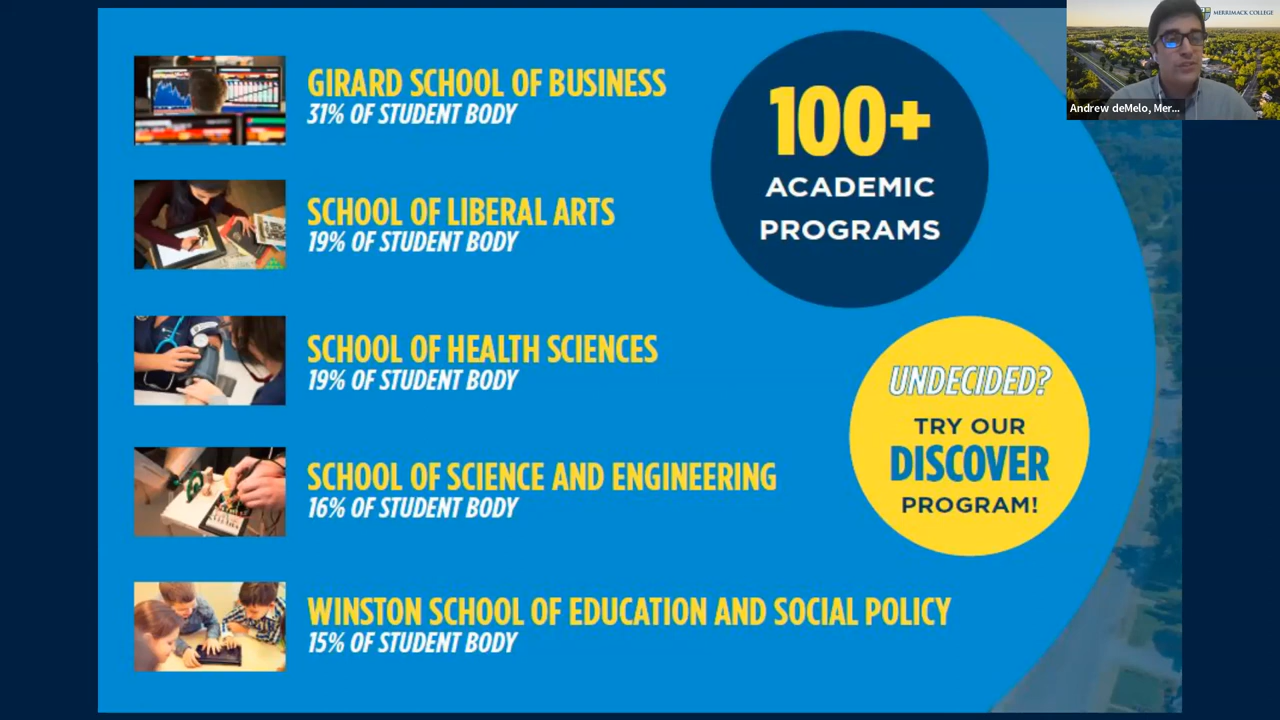 GIRARD SCHOOL OF BUSINESS
31% OF STUDENT BODY
SCHOOL OF LIBERAL ARTS
19% OF STUDENT BODY
SCHOOL OF HEALTH SCIENCES
19% OF STUDENT BODY
SCHOOL OF SCIENCE AND ENGINEERING
16% OF STUDENT BODY
WINSTON SCHOOL OF EDUCATION AND SOCIAL POLICY
15% OF STUDENT BODY
100+
ACADEMIC
PROGRAMS
UNDECIDED?
TRY OUR
DISCOVER
PROGRAM!
MERRIMACK COLLEGE
Andrew deMelo, Mer...